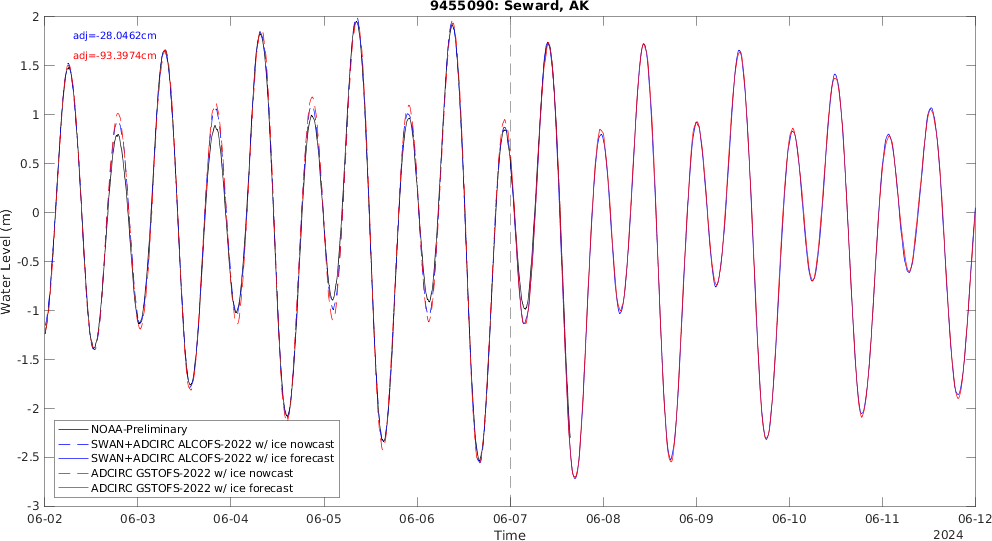 9455090: Seward, AK
adj=-28.0462cm
adj=-93.3974cm
Water Level (m)
2
1.5
1
0.5
0
-0.5
-1
-1.5
-2
-2.5
-3
NOAA-Preliminary
SWAN+ADCIRC ALCOFS-2022 w/ ice nowcast
SWAN+ADCIRC ALCOFS-2022 w/ ice forecast
ADCIRC GSTOFS-2022 w/ ice nowcast
ADCIRC GSTOFS-2022 w/ ice forecast
06-02 06-03 06-04 06-05 06-06 06-07 06-08 06-09 06-10 06-11 06-12
Time
2024